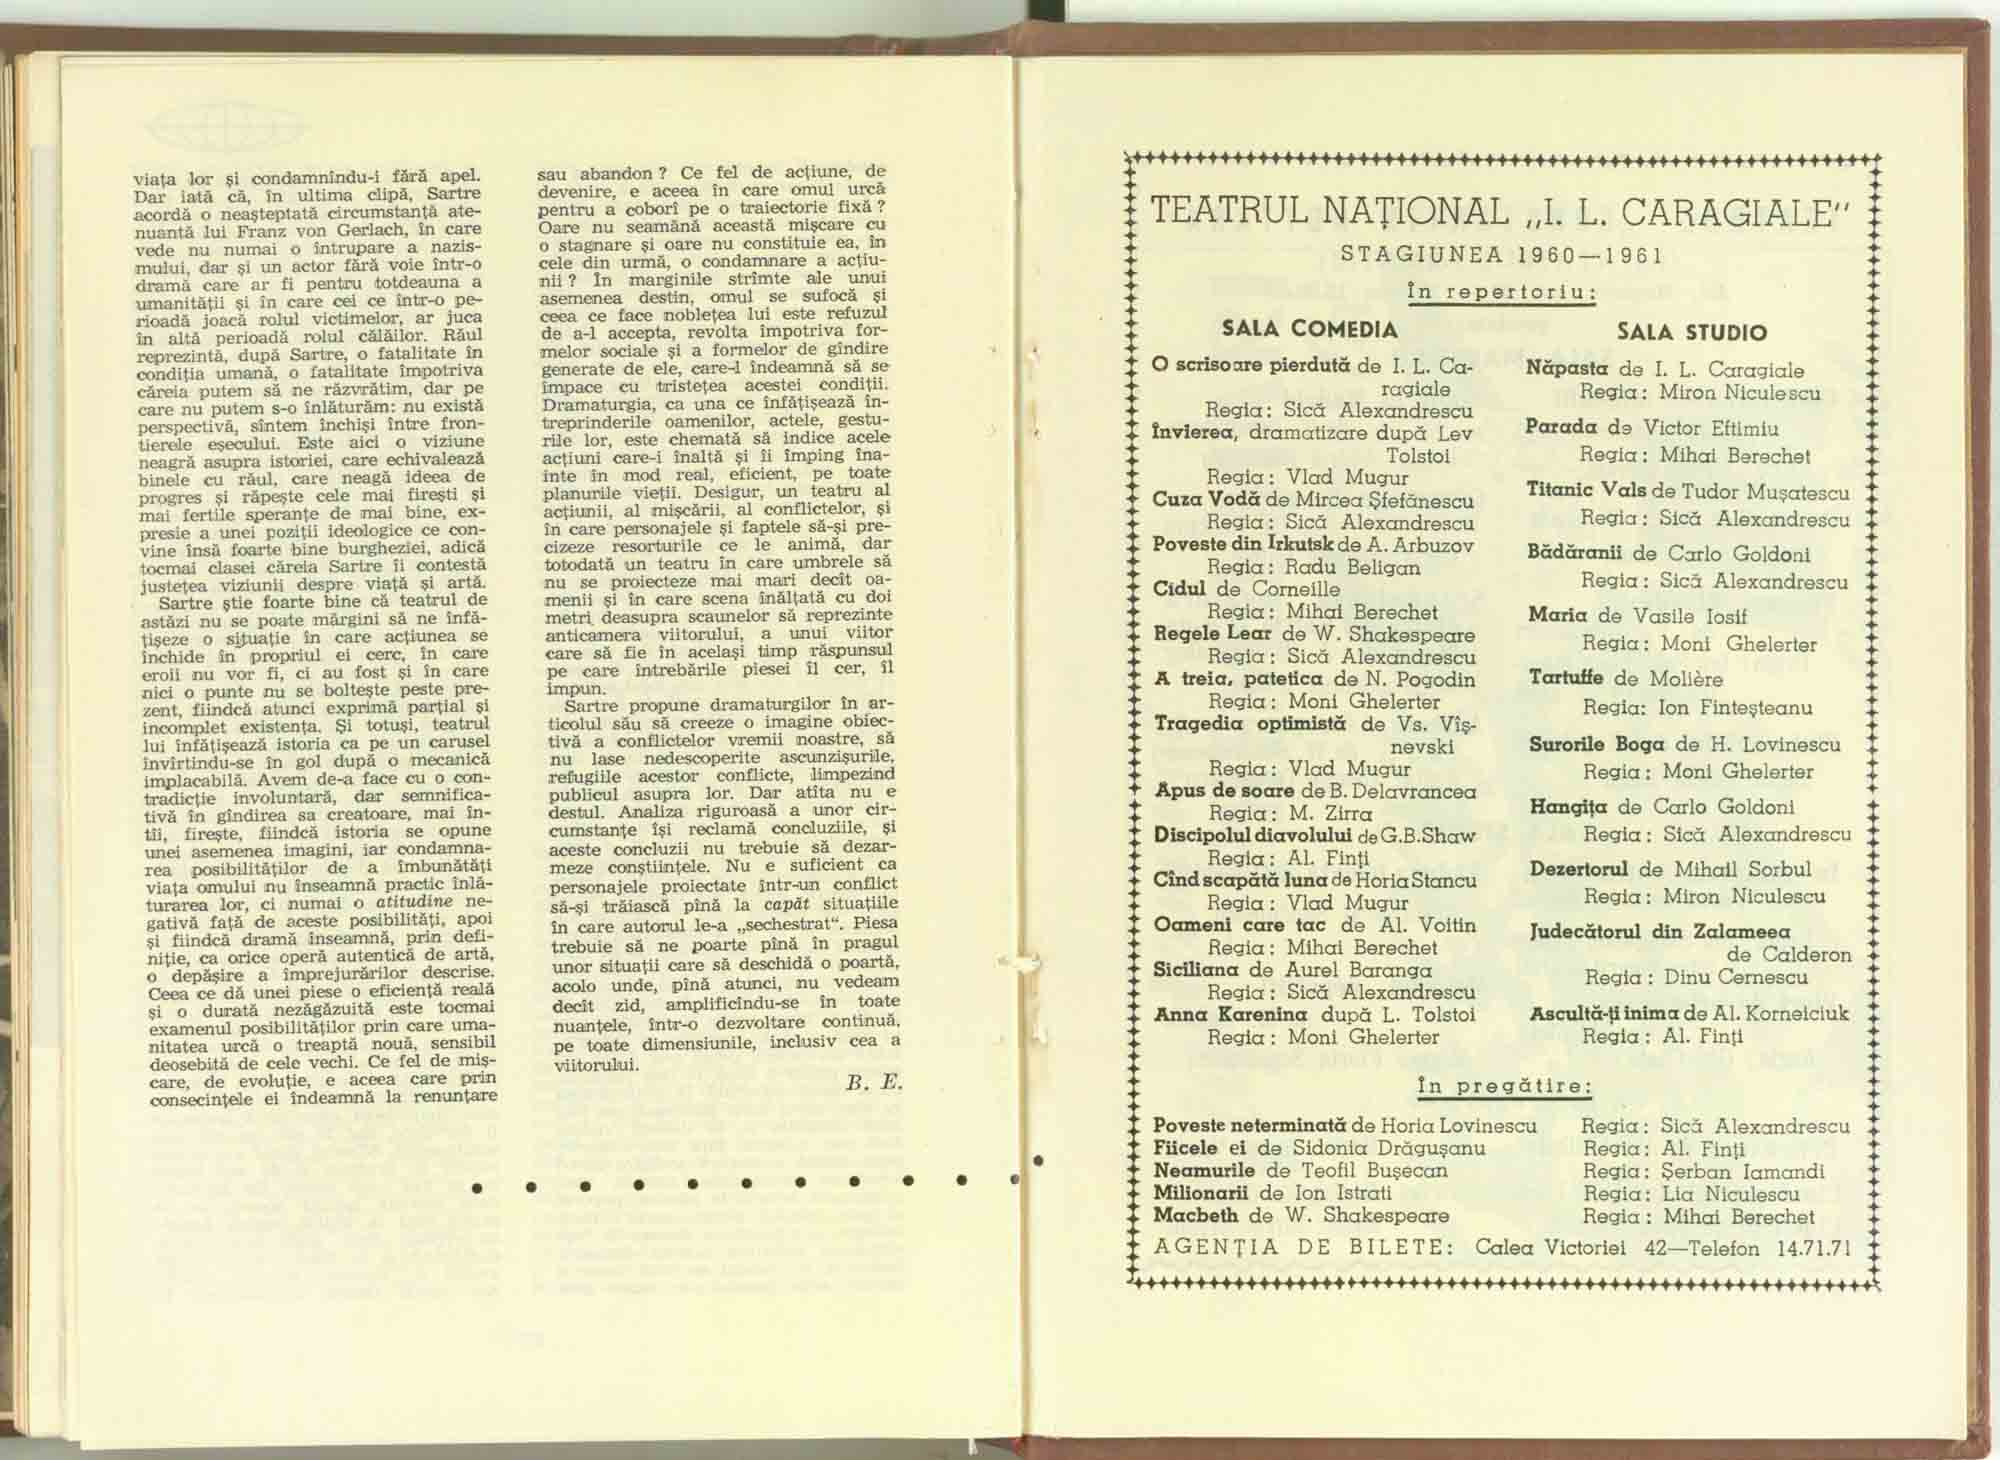 viața lor și condamnîndu-i fără apel.
Dar iată că, în ultima clipă, Sartre
acordă o neașteptată circumstanță ate-
nuantă lui Franz von Gerlach, în care
vede nu numai o întrupare a nazis-
mului, dar și un actor fără voie într-o
dramă care ar fi pentru totdeauna a
umanității și în care cei ce într-o pe-
rioadă joacă rolul victimelor, ar juca
în altă perioadă rolul călăilor. Răul
reprezintă, după Sartre, o fatalitate în
condiția umană, o fatalitate împotriva
căreia putem să ne răzvrătim, dar pe
care nu putem s-o înlăturăm: nu există
perspectivă, sîntem închiși între fron-
tierele eșecului. Este aici o viziune
neagră asupra istoriei, care echivalează
binele cu răul, care neagă ideea de
progres și răpește cele mai firești și
mai fertile speranțe de mai bine, ex-
presie a unei poziții ideologice ce con-
vine însă foarte bine burgheziei, adică
tocmai clasei căreia Sartre îi contestă
justețea viziunii despre viață și artă.
Sartre știe foarte bine că teatrul de
astăzi nu se poate mărgini să ne înfă-
țișeze o situație în care acțiunea se
închide în propriul ei cerc, în care
eroii nu vor fi, ci au fost și în care
nici o punte nu se boltește peste pre-
zent, fiindcă atunci exprimă parțial și
incomplet existența. Și totuși, teatrul
lui înfățișează istoria ca pe un carusel
învîrtindu-se în gol după o mecanică
implacabilă. Avem de-a face cu o con-
tradicție involuntară, dar semnifica-
tivă în gîndirea sa creatoare, mai în-
tîi, firește, fiindcă istoria se opune
unei asemenea imagini, iar condamna-
rea posibilităților de a îmbunătăți
viața omului nu înseamnă practic înlă-
turarea lor, ci numai o atitudine ne-
gativă față de aceste posibilități, apoi
și fiindcă dramă înseamnă, prin defi-
niție, ca orice operă autentică de artă,
o depășire a împrejurărilor descrise.
Ceea ce dă unei piese o eficiență reală
și o durată nezăgăzuită este tocmai
examenul posibilităților prin care uma-
nitatea urcă o treaptă nouă, sensibil
deosebită de cele vechi. Ce fel de miș-
care, de evoluție, e aceea care prin
consecințele ei îndeamnă la renunțare
sau abandon ? Ce fel de acțiune, de
devenire, e aceea în care omul urcă
pentru a coborî pe o traiectorie fixă ?
Oare nu seamănă această mișcare cu
o stagnare și oare nu constituie ea, în
cele din urmă, o condamnare a acțiu-
nii ? În marginile strîmte ale unui
asemenea destin, omul se sufocă și
ceea ce face noblețea lui este refuzul
de a-l accepta, revolta împotriva for-
melor sociale și a formelor de gîndire
generate de ele, care-l îndeamnă să se
împace cu tristețea acestei condiții.
Dramaturgia, ca una ce înfățișează în-
treprinderile oamenilor, actele, gestu-
rile lor, este chemată să indice acele
acțiuni care-i înalță și îi împing îna-
inte în mod real, eficient, pe toate
planurile vieții. Desigur, un teatru al
acțiunii, al mișcării, al conflictelor, și
în care personajele și faptele să-și pre-
cizeze resorturile ce le animă, dar
totodată un teatru în care umbrele să
nu se proiecteze mai mari decît oa-
menii și în care scena înălțată cu doi
metri deasupra scaunelor să reprezinte
anticamera viitorului, a unui viitor
care să fie în același timp răspunsul
pe care întrebările piesei îl cer, îl
impun.
Sartre propune dramaturgilor în ar-
ticolul său să creeze o imagine obiec-
tivă a conflictelor vremii noastre, să
nu lase nedescoperite ascunzișurile,
refugiile acestor conflicte, limpezind
publicul asupra lor. Dar atîta nu e
destul. Analiza riguroasă a unor cir-
cumstanțe își reclamă concluziile, și
aceste concluzii nu trebuie să dezar-
meze conștiințele. Nu e suficient ca
personajele proiectate într-un conflict
să-și trăiască pînă la capăt situațiile
în care autorul le-a „sechestrat“. Piesa
trebuie să ne poarte pînă în pragul
unor situații care să deschidă o poartă,
acolo unde, pînă atunci, nu vedeam
decît zid, amplificîndu-se în toate
nuanțele, într-o dezvoltare continuă,
pe toate dimensiunile, inclusiv cea a
viitorului.
B. E.
TEATRUL NAȚIONAL „I. L. CARAGIALE"
STAGIUNEA 1960—1961
în repertoriu:
SALA COMEDIA
O scrisoare pierdută de I. L. Ca-
ragiale
Regia: Sică Alexandrescu
Învierea, dramatizare după Lev
Tolstoi
Regia: Vlad Mugur
Cuza Vodă de Mircea Ștefănescu
Regia: Sică Alexandrescu
Poveste din Irkutsk de A. Arbuzov
Regia: Radu Beligan
Cidul de Corneille
Regia: Mihai Berechet
Regele Lear de W. Shakespeare
Regia: Sică Alexandrescu
A treia, patetica de N. Pogodin
Regia: Moni Ghelerter
Tragedia optimistă de Vs. Vîș-
nevski
Regia: Vlad Mugur
Apus de soare de B. Delavrancea
Regia: M. Zirra
Discipolul diavolului de G.B.Shaw
Regia: Al. Finți
Cînd scapătă luna de Horia Stancu
Regia: Vlad Mugur
Oameni care tac de Al. Voitin
Regia: Mihai Berechet
Siciliana de Aurel Baranga
Regia: Sică Alexandrescu
Anna Karenina după L. Tolstoi
Regia: Moni Ghelerter
SALA STUDIO
Năpasta de I. L. Caragiale
Regia: Miron Niculescu
Parada de Victor Eftimiu
Regia: Mihai Berechet
Titanic Vals de Tudor Mușatescu
Regia: Sică Alexandrescu
Bădăranii de Carlo Goldoni
Regia: Sică Alexandrescu
Maria de Vasile Iosif
Regia: Moni Ghelerter
Tartuffe de Molière
Regia: Ion Finteșteanu
Surorile Boga de H. Lovinescu
Regia: Moni Ghelerter
Hangița de Carlo Goldoni
Regia: Sică Alexandrescu
Dezertorul de Mihail Sorbul
Regia: Miron Niculescu
Judecătorul din Zalameea
de Calderon
Regia: Dinu Cernescu
Ascultă-ți inima de Al. Korneiciuk
Regia: Al. Finți
în pregătire:
Poveste neterminată de Horia Lovinescu Regia: Sică Alexandrescu
Fiicele ei de Sidonia Drăgușanu Regia: Al. Finți
Neamurile de Teofil Bușecan Regia: Șerban Iamandi
Milionarii de Ion Istrati Regia: Lia Niculescu
Macbeth de W. Shakespeare Regia: Mihai Berechet
AGENȚIA DE BILETE: Calea Victoriei 42—Telefon 14.71.71